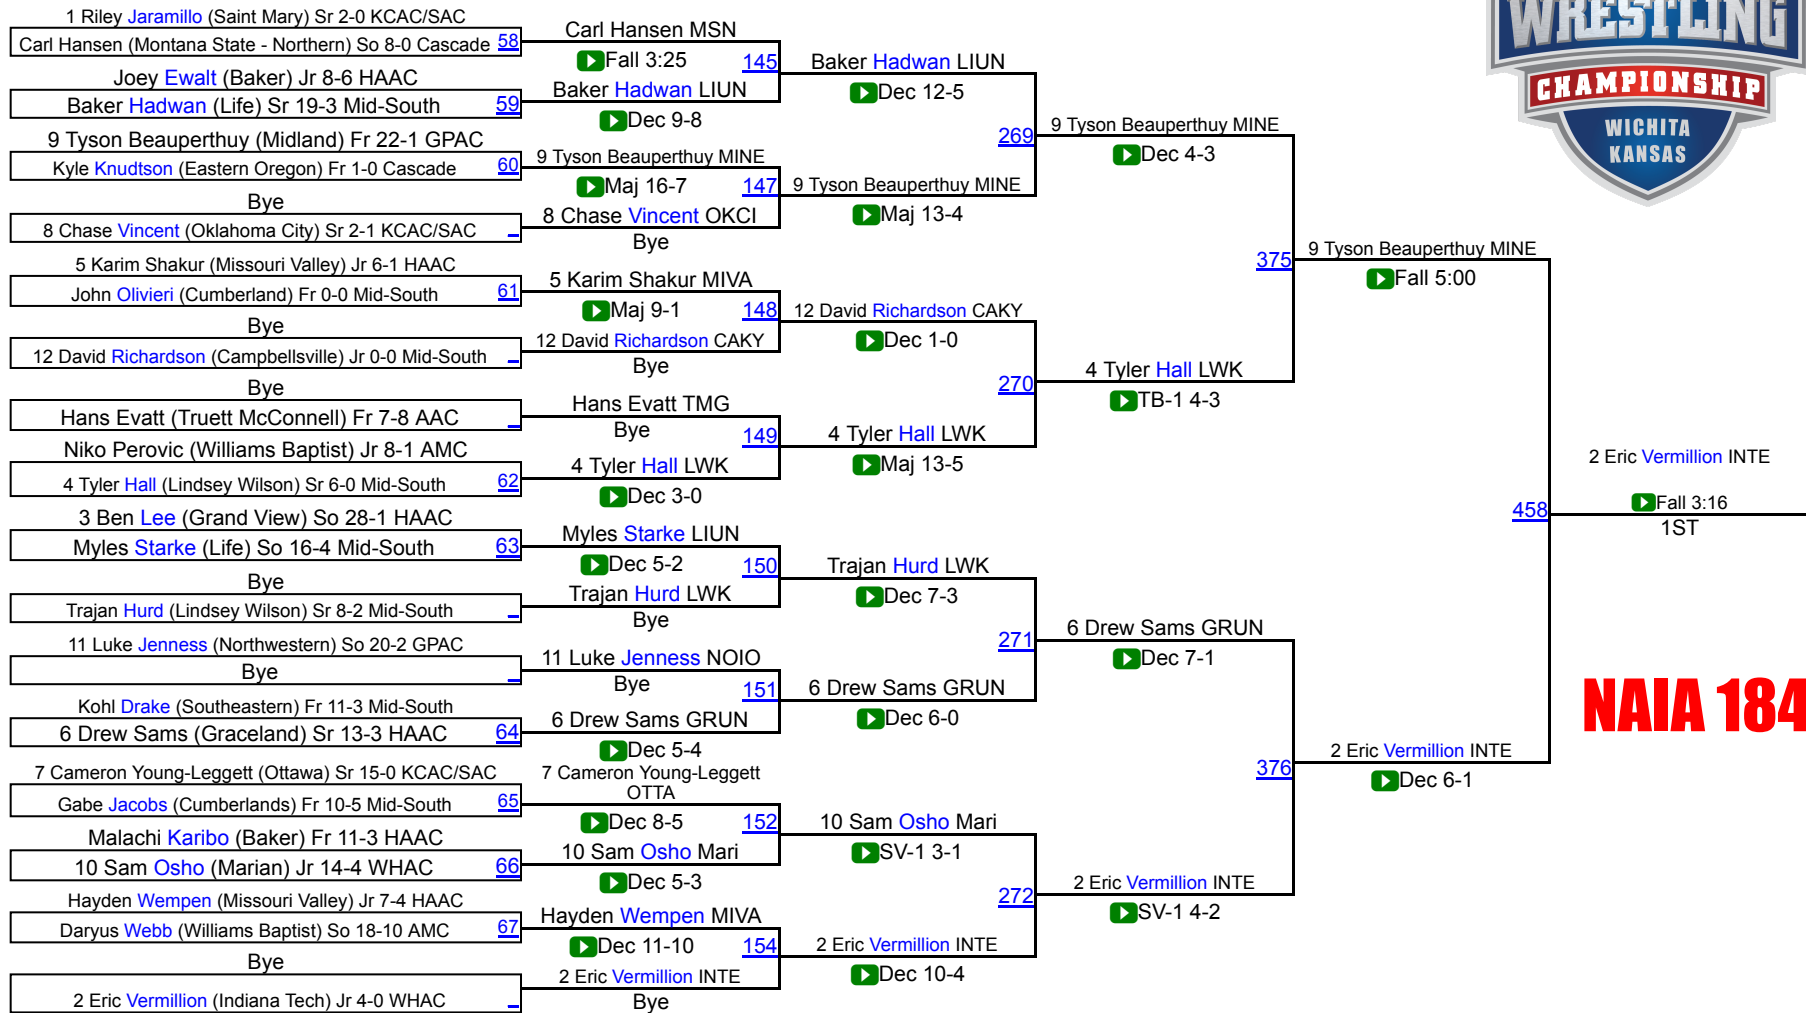 1 Riley Jaramillo (Saint Mary) Sr 2-0 KCAC/SAC
Carl Hansen (Montana State - Northern) So 8-0 Cascade 58
Joey Ewalt (Baker) Jr 8-6 HAAC
Baker Hadwan (Life) Sr 19-3 Mid-South 59
9 Tyson Beauperthuy (Midland) Fr 22-1 GPAC
Kyle Knudtson (Eastern Oregon) Fr 1-0 Cascade 60
Bye
8 Chase Vincent (Oklahoma City) Sr 2-1 KCAC/SAC
5 Karim Shakur (Missouri Valley) Jr 6-1 HAAC
John Olivieri (Cumberland) Fr 0-0 Mid-South 61
Bye
12 David Richardson (Campbellsville) Jr 0-0 Mid-South
Bye
Hans Evatt (Truett McConnell) Fr 7-8 AAC
Niko Perovic (Williams Baptist) Jr 8-1 AMC
4 Tyler Hall (Lindsey Wilson) Sr 6-0 Mid-South 62
3 Ben Lee (Grand View) So 28-1 HAAC
Myles Starke (Life) So 16-4 Mid-South 63
Bye
Trajan Hurd (Lindsey Wilson) Sr 8-2 Mid-South
11 Luke Jenness (Northwestern) So 20-2 GPAC
Bye
Kohl Drake (Southeastern) Fr 11-3 Mid-South
6 Drew Sams (Graceland) Sr 13-3 HAAC 64
7 Cameron Young-Leggett (Ottawa) Sr 15-0 KCAC/SAC
Gabe Jacobs (Cumberlands) Fr 10-5 Mid-South 65
Malachi Karibo (Baker) Fr 11-3 HAAC
10 Sam Osho (Marian) Jr 14-4 WHAC 66
Hayden Wempen (Missouri Valley) Jr 7-4 HAAC
Daryus Webb (Williams Baptist) So 18-10 AMC 67
Bye
2 Eric Vermillion (Indiana Tech) Jr 4-0 WHAC
Carl Hansen MSN
Fall 3:25 145
Baker Hadwan LIUN
Dec 9-8
9 Tyson Beauperthuy MINE
Maj 16-7 147
8 Chase Vincent OKCI
Bye
5 Karim Shakur MIVA
Maj 9-1 148
12 David Richardson CAKY
Bye
Hans Evatt TMG
Bye 149
4 Tyler Hall LWK
Dec 3-0
Myles Starke LIUN
Dec 5-2 150
Trajan Hurd LWK
Bye
11 Luke Jenness NOIO
Bye 151
6 Drew Sams GRUN
Dec 5-4
7 Cameron Young-Leggett
OTTA
Dec 8-5 152
10 Sam Osho Mari
Dec 5-3
Hayden Wempen MIVA
Dec 11-10 154
2 Eric Vermillion INTE
Bye
Baker Hadwan LIUN
Dec 12-5
269
9 Tyson Beauperthuy MINE
Maj 13-4
12 David Richardson CAKY
Dec 1-0
270
4 Tyler Hall LWK
Maj 13-5
Trajan Hurd LWK
Dec 7-3
271
6 Drew Sams GRUN
Dec 6-0
10 Sam Osho Mari
SV-1 3-1
272
2 Eric Vermillion INTE
Dec 10-4
9 Tyson Beauperthuy MINE
Dec 4-3
375
4 Tyler Hall LWK
TB-1 4-3
6 Drew Sams GRUN
Dec 7-1
376
2 Eric Vermillion INTE
SV-1 4-2
9 Tyson Beauperthuy MINE
Fall 5:00
458
2 Eric Vermillion INTE
Dec 6-1
2 Eric Vermillion INTE
Fall 3:16
1ST
WRESTLING
CHAMPIONSHIP
WICHITA
KANSAS
NAIA 184